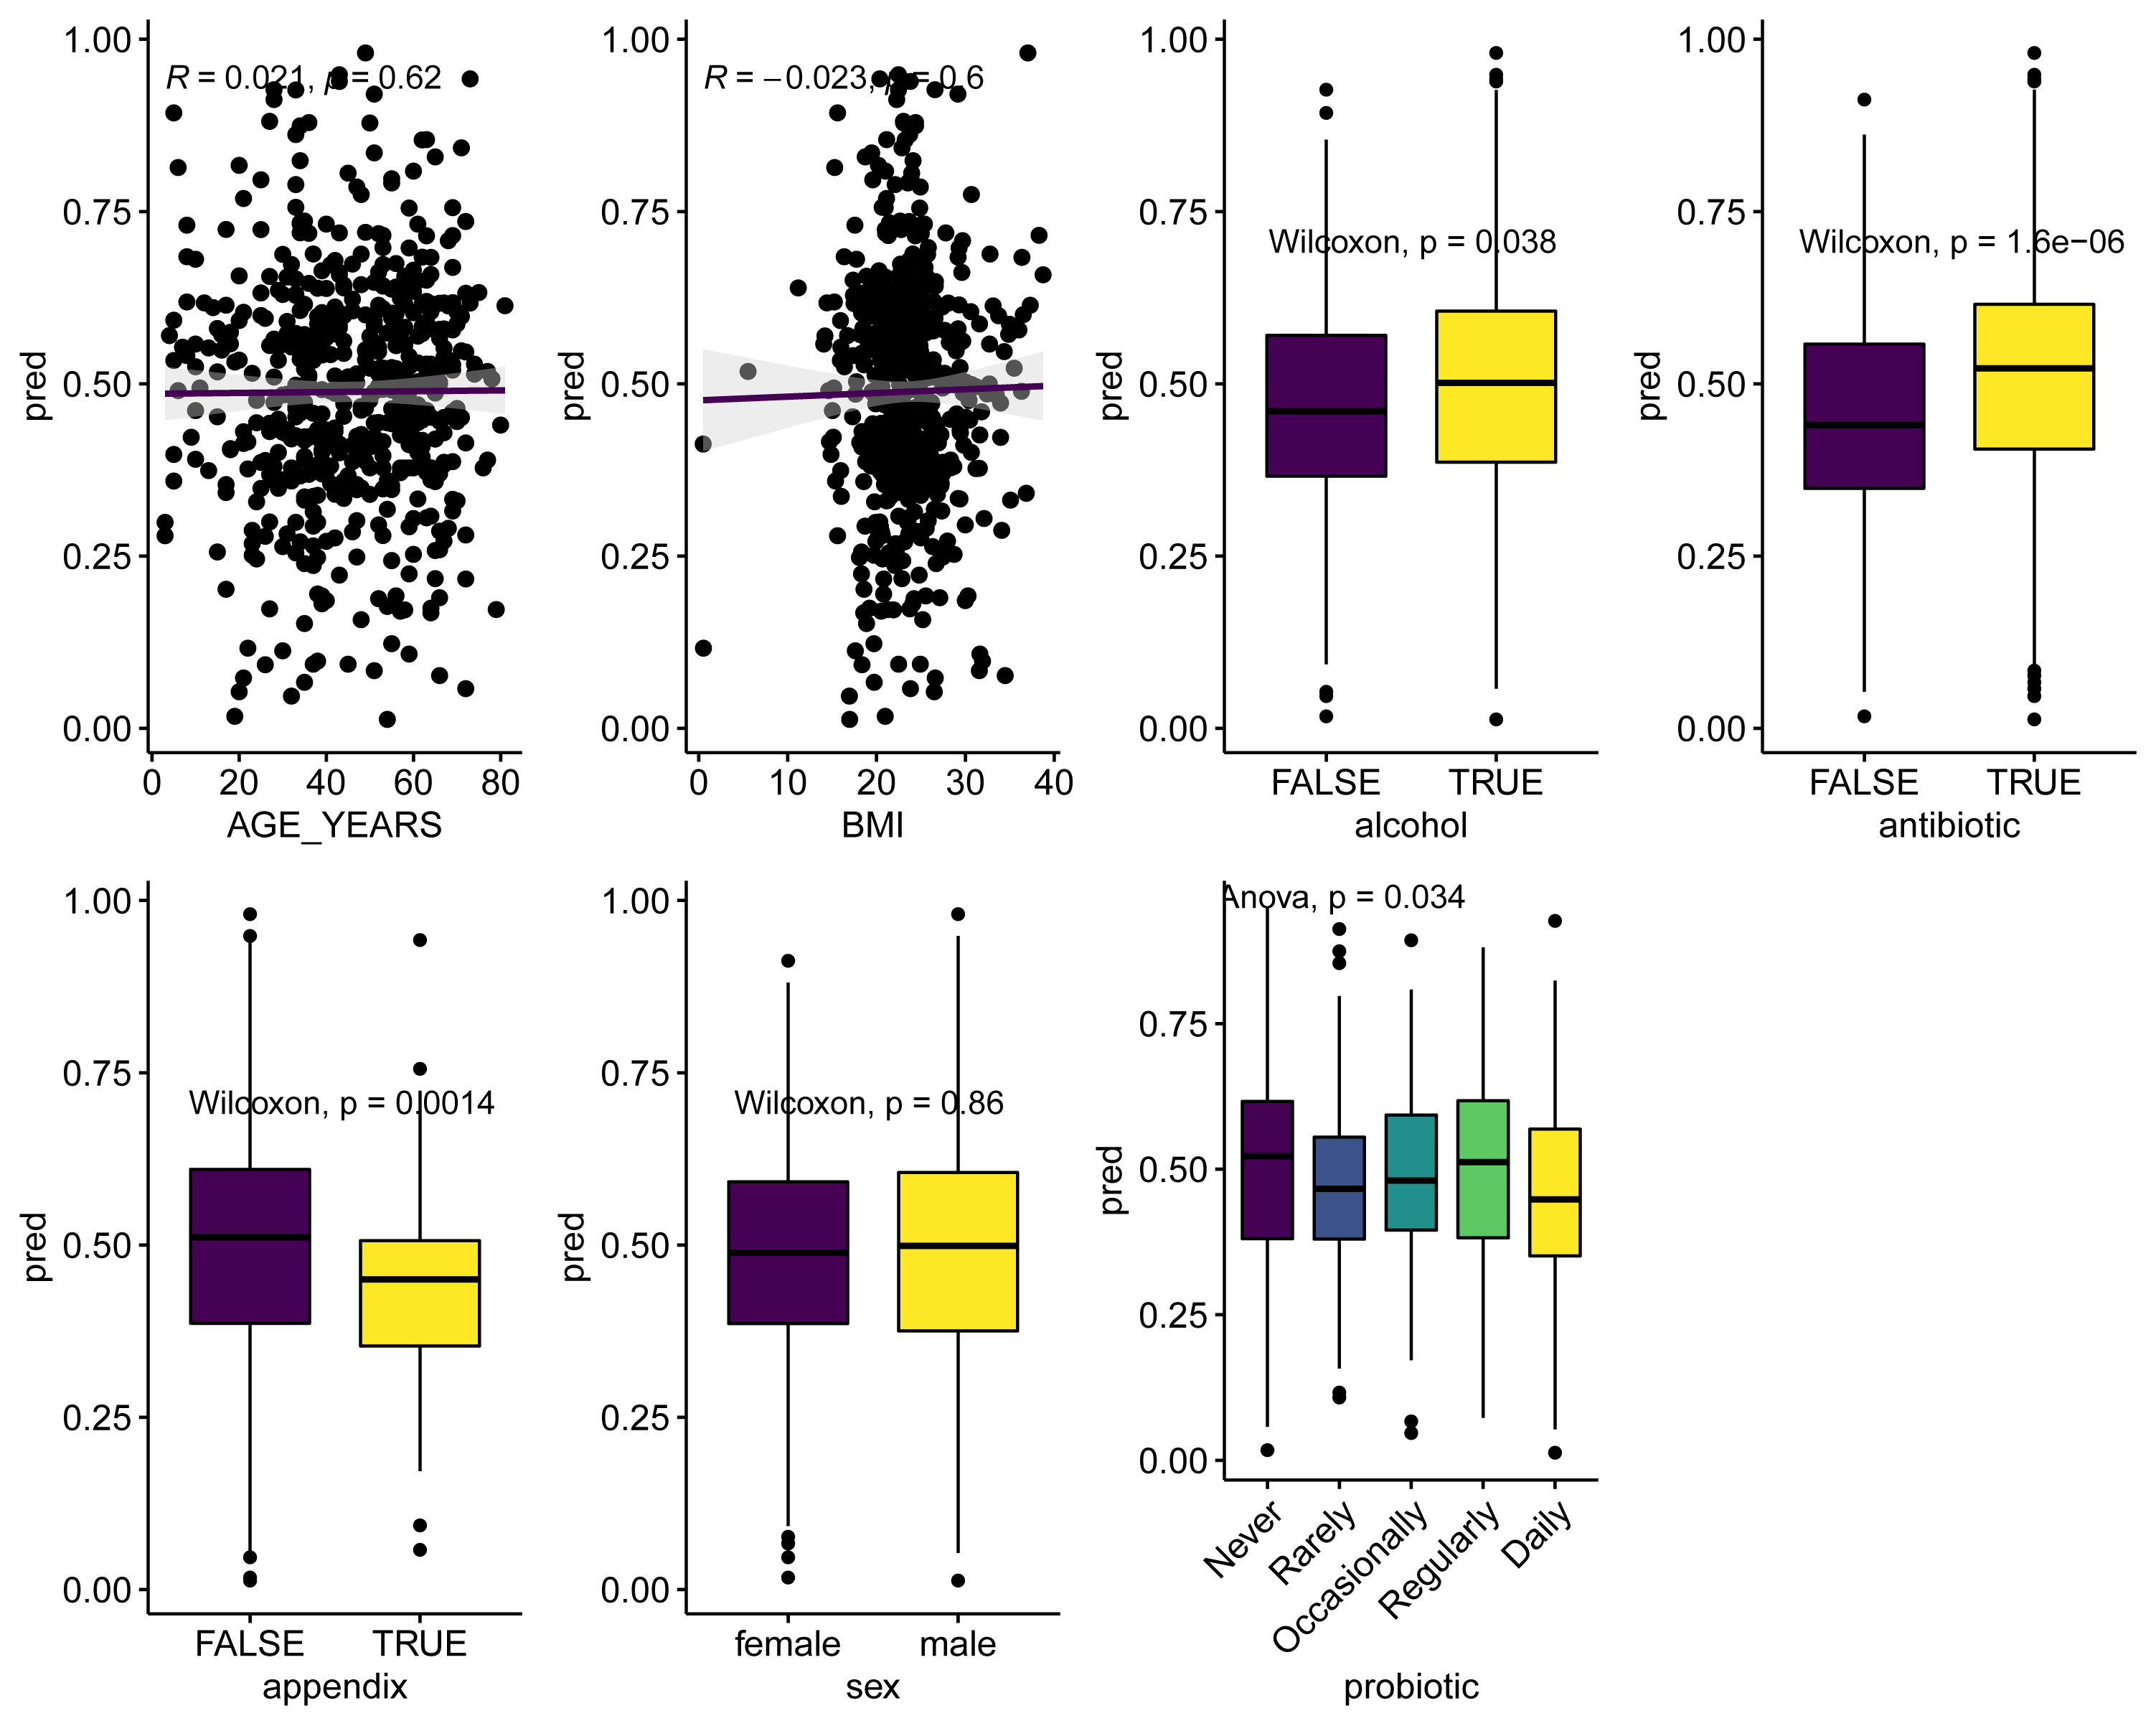 1.00
0.75
0.50
0.25
0.00
pred
R = 0.021, p = 0.62
0 20 40 60 80
AGE_YEARS
1.00
0.75
0.50
0.25
0.00
pred
R = −0.023, p = 0.6
0 10 20 30 40
BMI
1.00
0.75
0.50
0.25
0.00
pred
Wilcoxon, p = 0.038
FALSE TRUE
alcohol
1.00
0.75
0.50
0.25
0.00
pred
Wilcoxon, p = 1.6e−06
FALSE TRUE
antibiotic
1.00
0.75
0.50
0.25
0.00
pred
Wilcoxon, p = 0.0014
FALSE TRUE
appendix
1.00
0.75
0.50
0.25
0.00
pred
Wilcoxon, p = 0.86
female male
sex
Anova, p = 0.034
0.75
0.50
0.25
0.00
pred
Never Rarely Occasionally Regularly Daily
probiotic